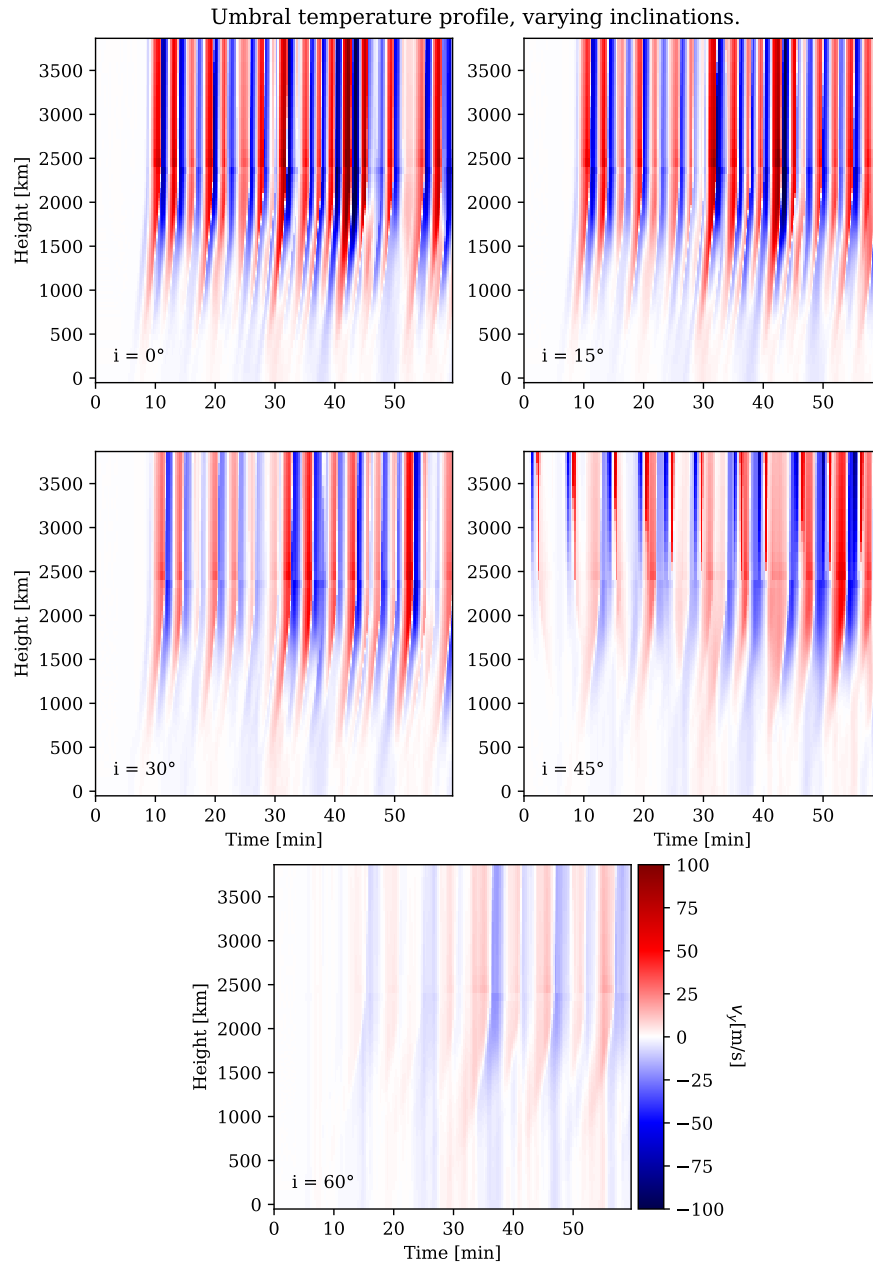 Umbral temperature profile, varying inclinations.
Height [km]
3500
3000
2500
2000
1500
1000
500
0
i = 0°
0 10 20 30 40 50
3500
3000
2500
2000
1500
1000
500
0
i = 15°
0 10 20 30 40 50
Height [km]
3500
3000
2500
2000
1500
1000
500
0
i = 30°
0 10 20 30 40 50
Time [min]
3500
3000
2500
2000
1500
1000
500
0
i = 45°
0 10 20 30 40 50
Time [min]
Height [km]
3500
3000
2500
2000
1500
1000
500
0
i = 60°
0 10 20 30 40 50
Time [min]
100
75
50
25
0
−25
−50
−75
−100
vy[m/s]